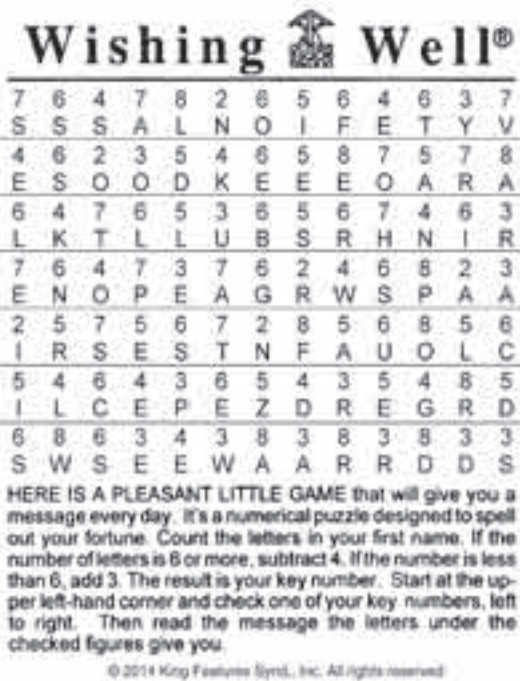 Wishing Well®
7 6 4 7 8 2 6 5 6 4 6 3 7
S S S A L N O I F E T Y V
4 6 2 3 5 4 6 5 8 7 5 7 8
E S O O D K E E E O A R A
6 4 7 6 5 3 6 5 6 7 4 6 3
L K T L L U B S R H N I R
7 6 4 7 3 7 6 2 4 6 8 2 3
E N O P E A G R W S P A A
2 5 7 5 6 7 2 8 5 6 8 5 6
I R S E S T N F A U O L C
5 4 6 4 3 6 5 4 3 5 4 8 5
I L C E P E Z D R E G R D
6 8 6 3 4 3 8 3 8 3 8 3 3
S W S E E W A A R R D D S
HERE IS A PLEASANT LITTLE GAME that will give you a
message every day. It's a numerical puzzle designed to spell
out your fortune. Count the letters in your first name. If the
number of letters is 6 or more, subtract 4. If the number is less
than 6, add 3. The result is your key number. Start at the up-
per left-hand corner and check one of your key numbers, left
to right. Then read the message the letters under the
checked figures give you.
© 2014 King Features Synd., Inc. All rights reserved